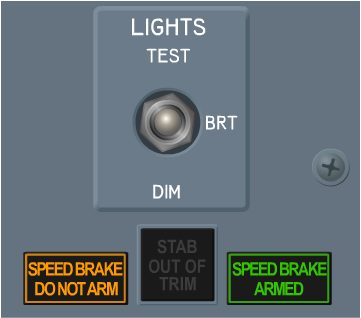 LIGHTS
TEST
BRT
DIM
SPEED BRAKE
DO NOT ARM
STAB
OUT OF
TRIM
SPEED BRAKE
ARMED